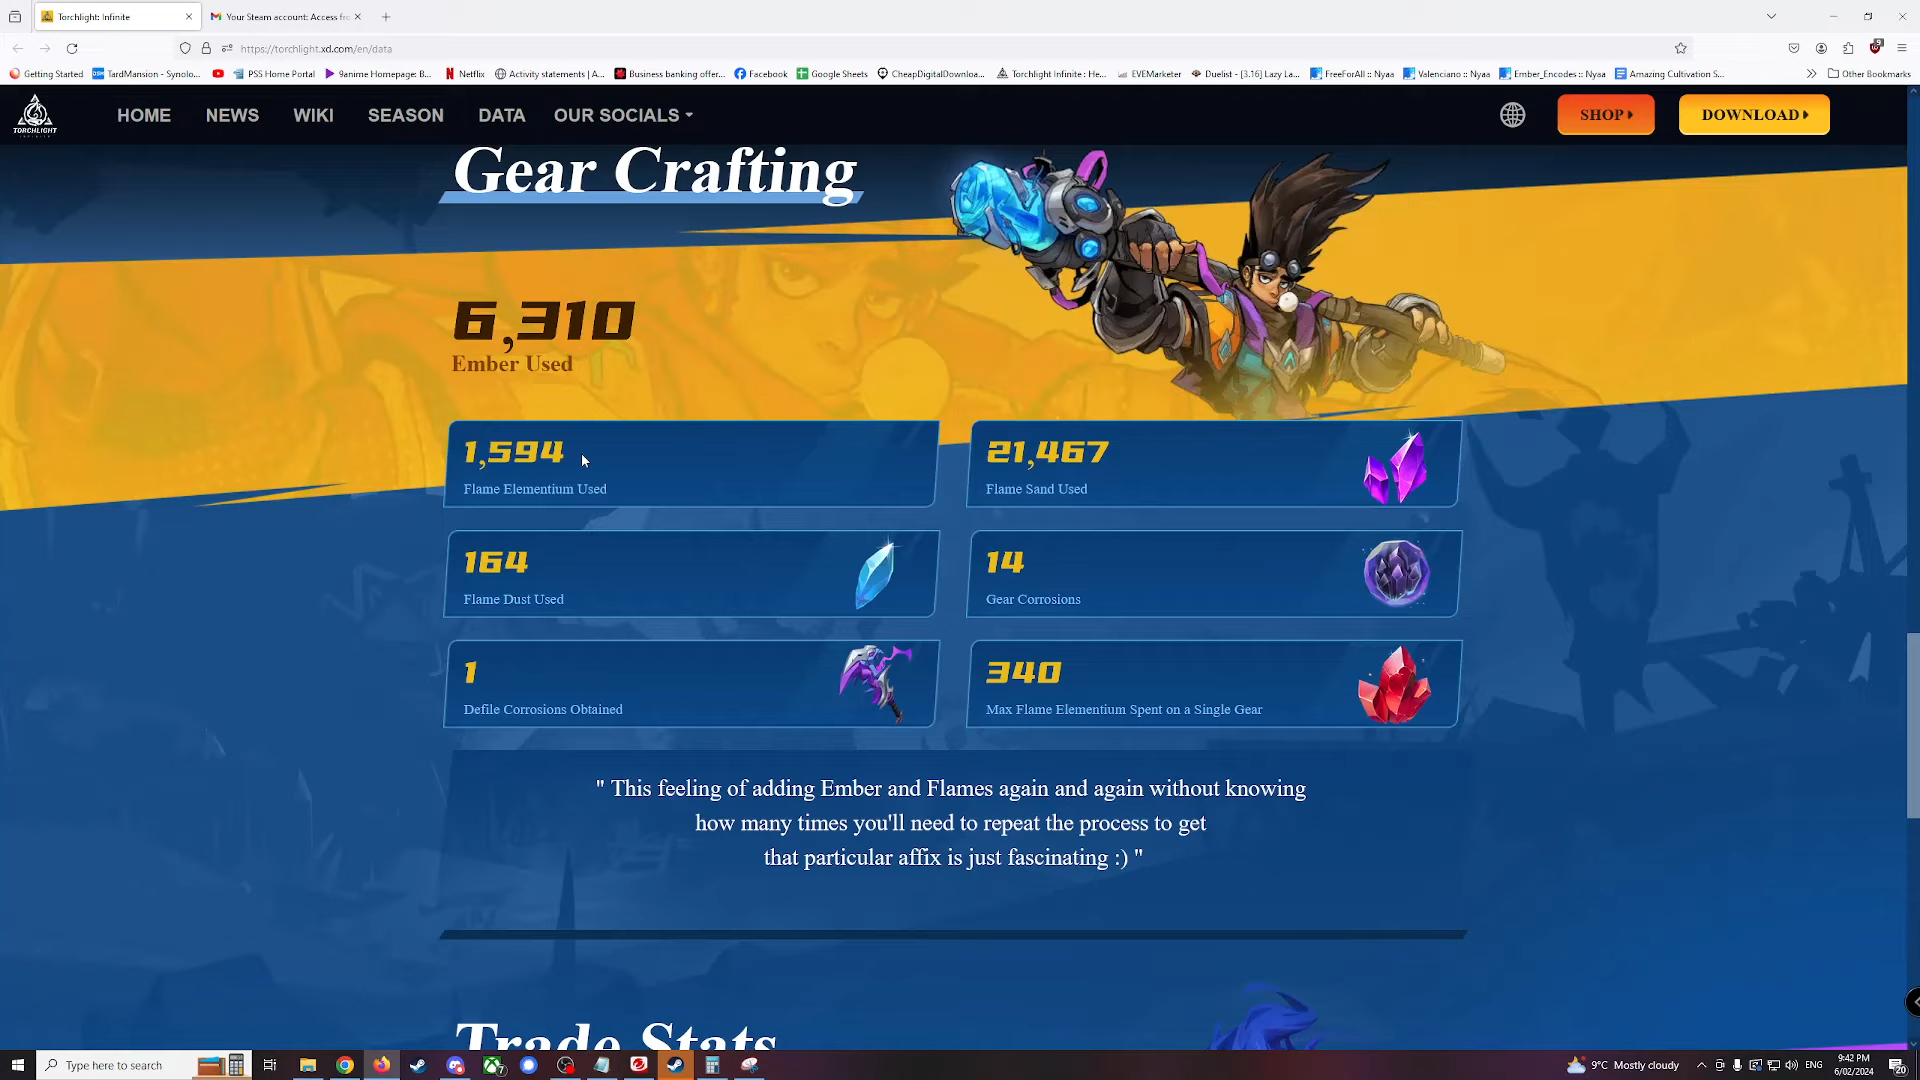 Torchlight: Infinite
Your Steam account: Access fro
https://torchlight.xd.com/en/data
Getting Started
TardMansion - Synolo...
PSS Home Portal
9anime Homepage: B...
Netflix
Activity statements | A...
Business banking offer...
Facebook
Google Sheets
CheapDigitalDownloa...
Torchlight Infinite : He...
EVEMarketer
Duelist - [3.16] Lazy La...
FreeForAll :: Nyaa
Valenciano :: Nyaa
Ember_Encodes :: Nyaa
Amazing Cultivation S...
Other Bookmarks
TORCHLIGHT
INFINITE
HOME
NEWS
WIKI
SEASON
DATA
OUR SOCIALS
SHOP
DOWNLOAD
Gear Crafting
6,310
Ember Used
1,594
Flame Elementium Used
21,467
Flame Sand Used
164
Flame Dust Used
14
Gear Corrosions
1
Defile Corrosions Obtained
340
Max Flame Elementium Spent on a Single Gear
" This feeling of adding Ember and Flames again and again without knowing
how many times you'll need to repeat the process to get
that particular affix is just fascinating :) "
Trade Stats
Type here to search
9°C Mostly cloudy
ENG
9:42 PM
6/02/2024
20